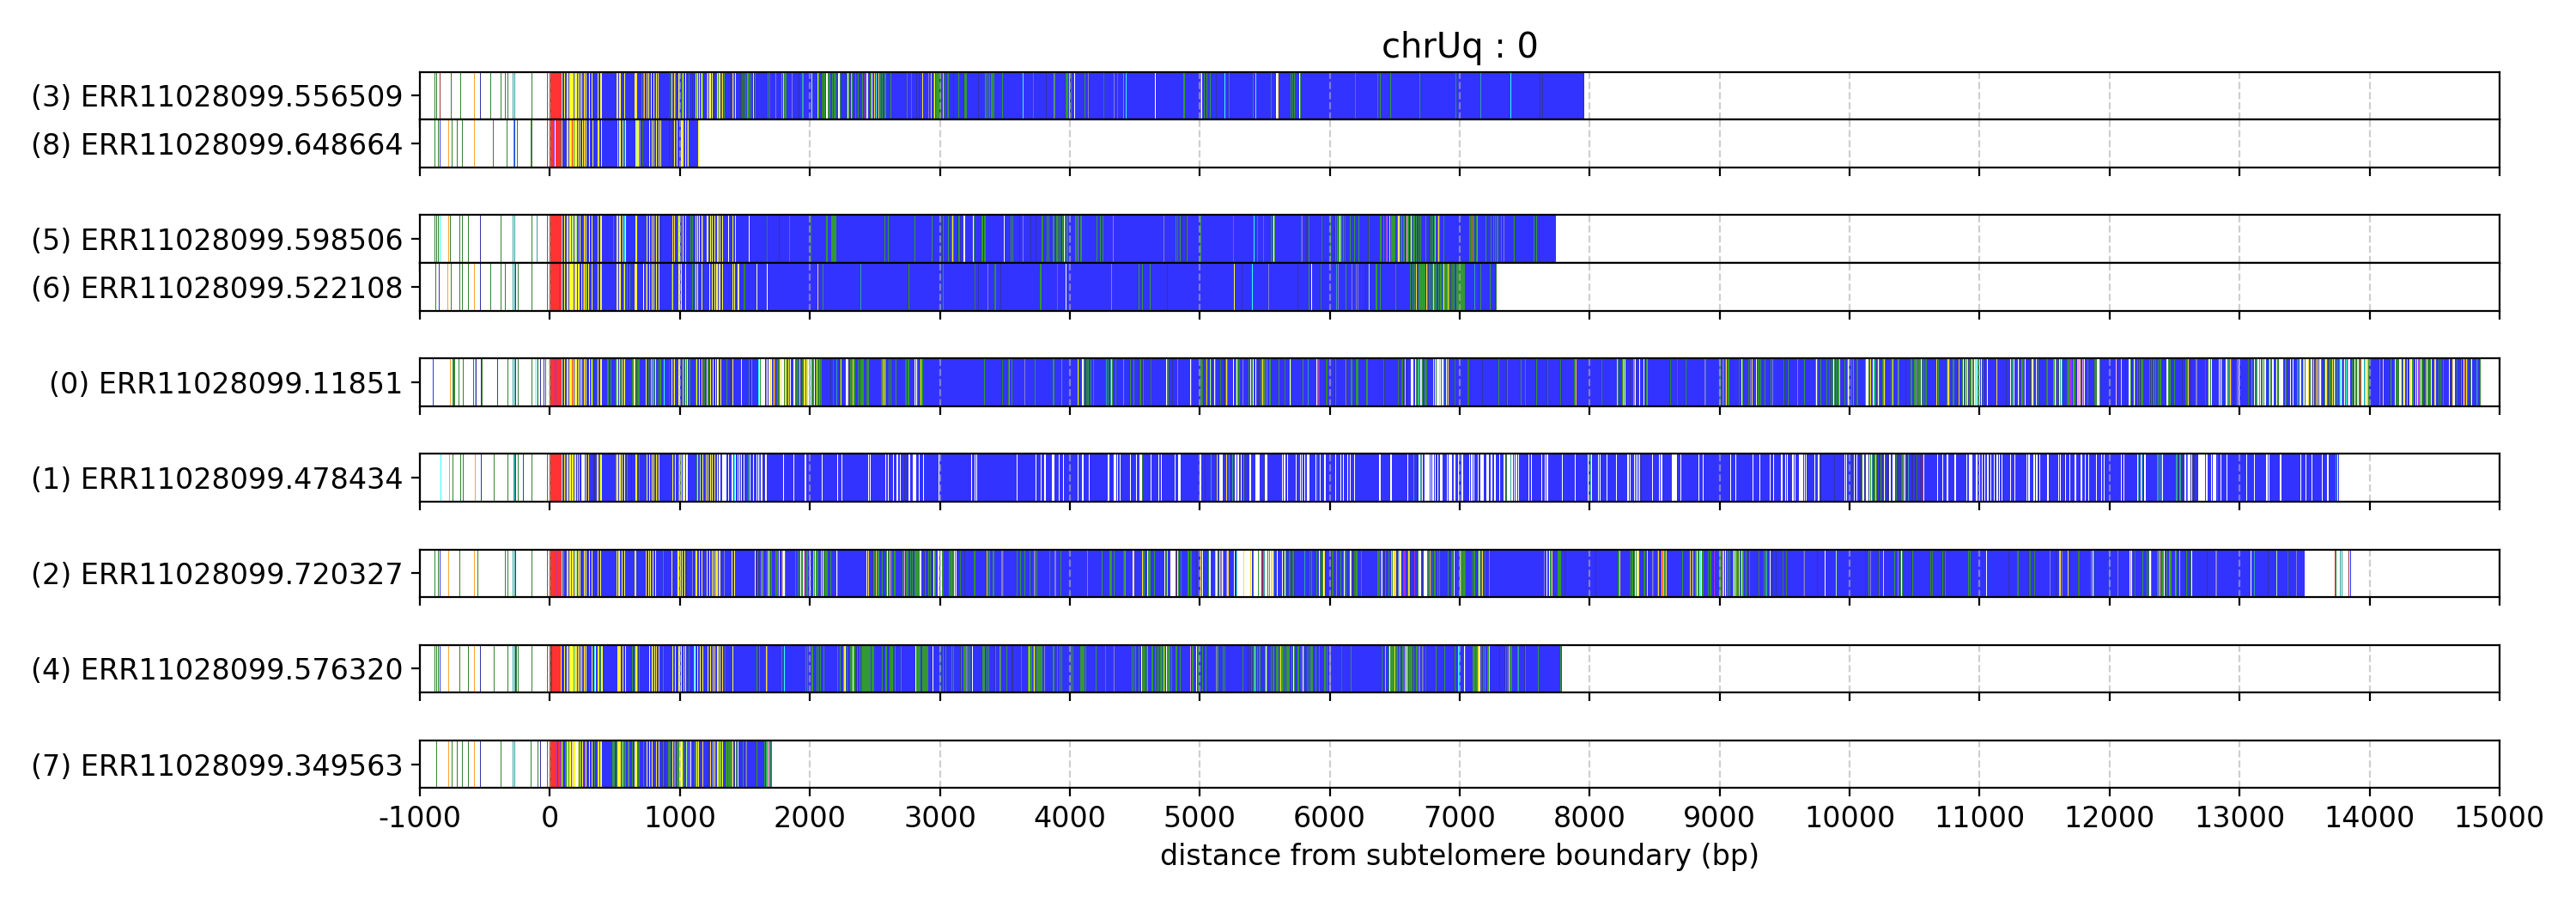 chrUq : 0
(3) ERR11028099.556509
(8) ERR11028099.648664
(5) ERR11028099.598506
(6) ERR11028099.522108
(0) ERR11028099.11851
(1) ERR11028099.478434
(2) ERR11028099.720327
(4) ERR11028099.576320
(7) ERR11028099.349563
-1000 0 1000 2000 3000 4000 5000 6000 7000 8000 9000 10000 11000 12000 13000 14000 15000
distance from subtelomere boundary (bp)